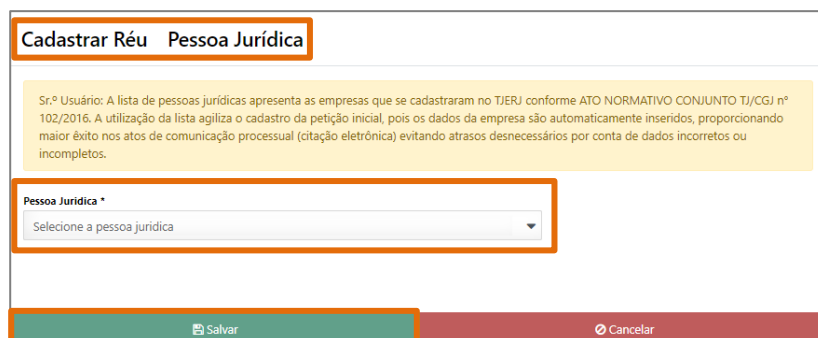 Cadastrar Réu Pessoa Jurídica
Sr.º Usuário: A lista de pessoas jurídicas apresenta as empresas que se cadastraram no TJERJ conforme ATO NORMATIVO CONJUNTO TJ/CGJ nº
102/2016. A utilização da lista agiliza o cadastro da petição inicial, pois os dados da empresa são automaticamente inseridos, proporcionando
maior êxito nos atos de comunicação processual (citação eletrônica) evitando atrasos desnecessários por conta de dados incorretos ou
incompletos.
Pessoa Juridica *
Selecione a pessoa juridica
Salvar
Cancelar